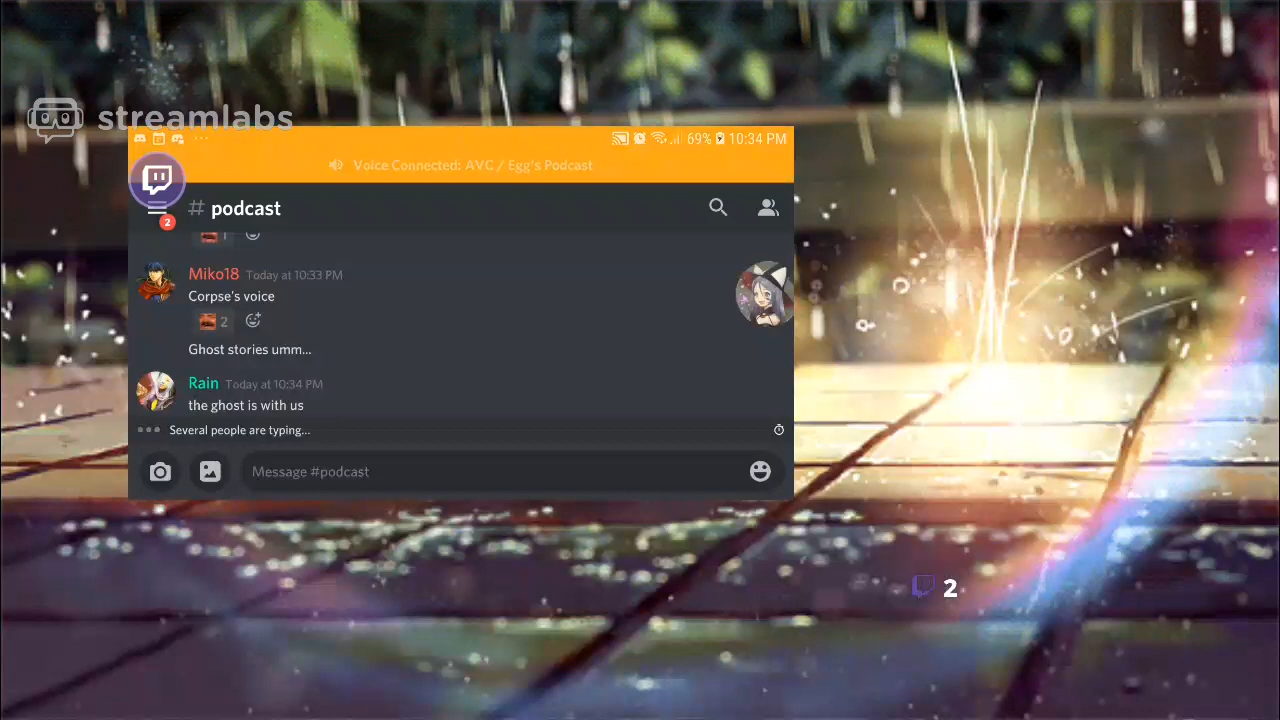 streamlabs
69% 10:34 PM
Voice Connected: AVC / Egg's Podcast
2
# podcast
1
Miko18 Today at 10:33 PM
Corpse's voice
2
Ghost stories umm...
Rain Today at 10:34 PM
the ghost is with us
Several people are typing...
Message #podcast
2